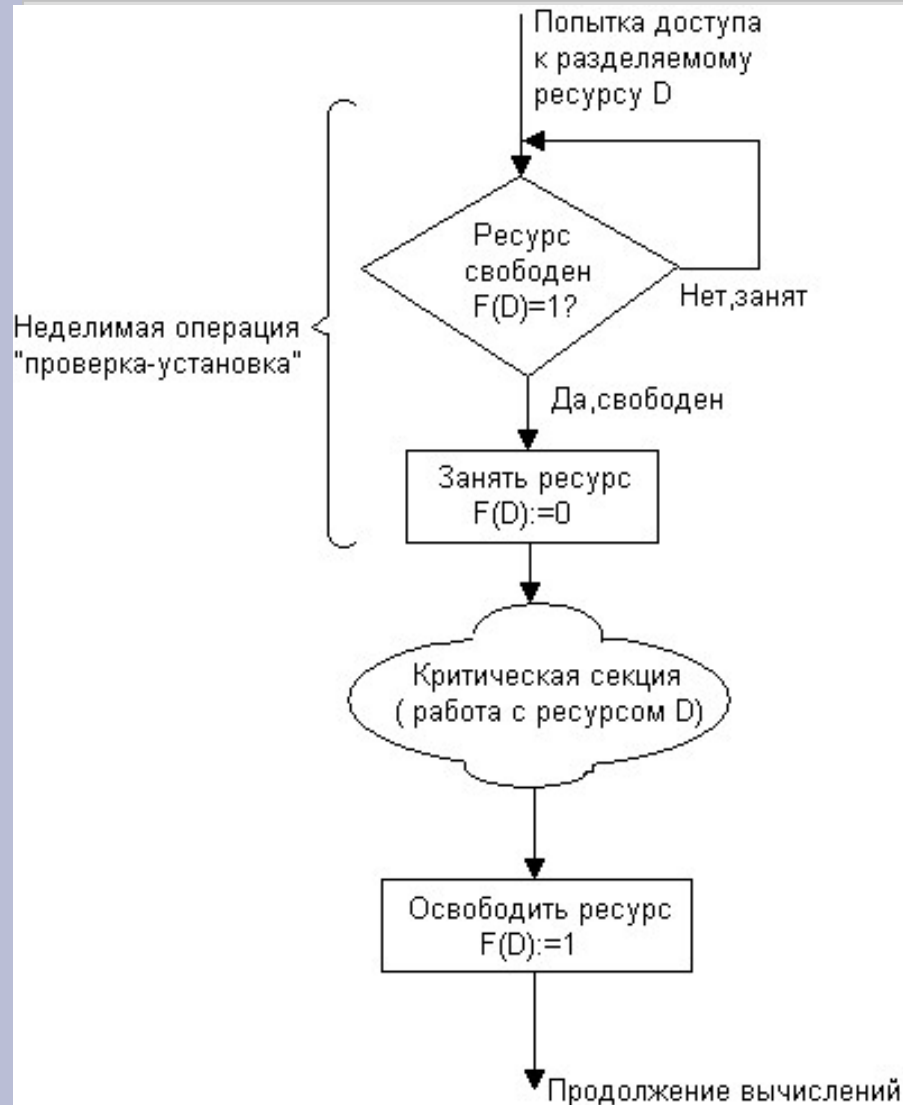 Попытка доступа
к разделяемому
ресурсу D
Ресурс
свободен
F(D)=1?
Нет,занят
Неделимая операция
"проверка-установка"
Да,свободен
Занять ресурс
F(D):=0
Критическая секция
( работа с ресурсом D)
Освободить ресурс
F(D):=1
Продолжение вычислений